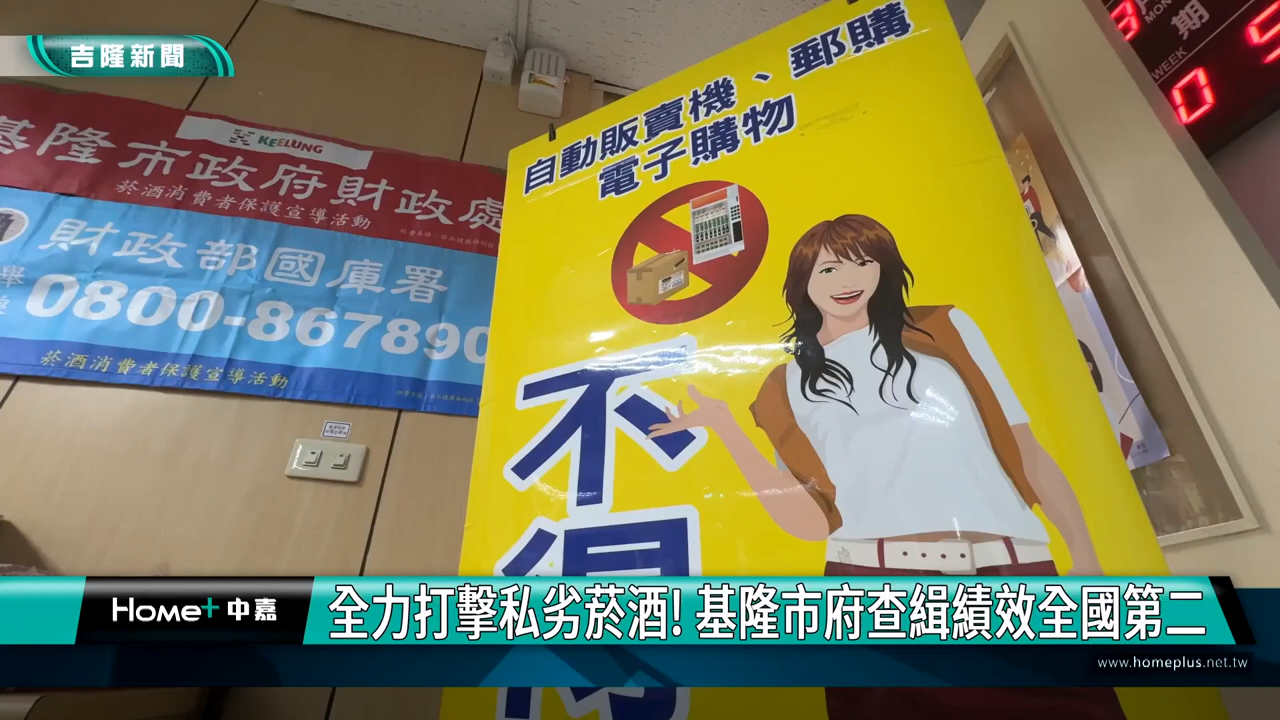 吉隆新聞
KEELUNG
基隆市政府財政處
菸酒消費者保護宣導活動
財政部國庫署
0800-867890
菸酒消費者保護宣導活動
自動販賣機、郵購
電子購物
不得
期
MON
WEEK
Home+中嘉
全力打擊私劣菸酒! 基隆市府查緝績效全國第二
www.homeplus.net.tw